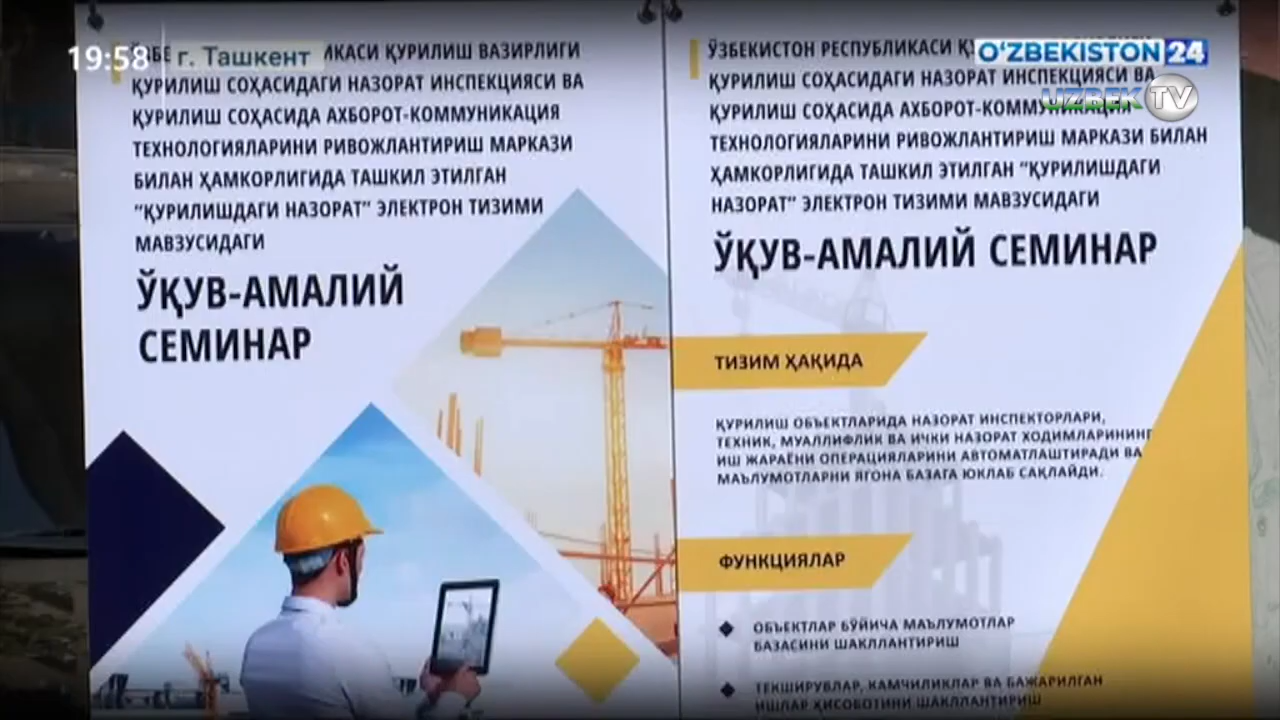 19:58
г. Ташкент
O'ZBEKISTON 24
UZBEK TV
ИКАСИ ҚУРИЛИШ ВАЗИРЛИГИ
ҚУРИЛИШ СОҲАСИДАГИ НАЗОРАТ ИНСПЕКЦИЯСИ ВА
ҚУРИЛИШ СОҲАСИДА АХБОРОТ-КОММУНИКАЦИЯ
ТЕХНОЛОГИЯЛАРИНИ РИВОЖЛАНТИРИШ МАРКАЗИ
БИЛАН ҲАМКОРЛИГИДА ТАШКИЛ ЭТИЛГАН
"ҚУРИЛИШДАГИ НАЗОРАТ" ЭЛЕКТРОН ТИЗИМИ
МАВЗУСИДАГИ
ЎҚУВ-АМАЛИЙ
СЕМИНАР
ЎЗБЕКИСТОН РЕСПУБЛИКАСИ
ҚУРИЛИШ СОҲАСИДАГИ НАЗОРАТ ИНСПЕКЦИЯСИ ВА
ҚУРИЛИШ СОҲАСИДА АХБОРОТ-КОММУНИКАЦИЯ
ТЕХНОЛОГИЯЛАРИНИ РИВОЖЛАНТИРИШ МАРКАЗИ БИЛАН
ҲАМКОРЛИГИДА ТАШКИЛ ЭТИЛГАН "ҚУРИЛИШДАГИ
НАЗОРАТ" ЭЛЕКТРОН ТИЗИМИ МАВЗУСИДАГИ
ЎҚУВ-АМАЛИЙ СЕМИНАР
ТИЗИМ ҲАҚИДА
ҚУРИЛИШ ОБЪЕКТЛАРИДА НАЗОРАТ ИНСПЕКТОРЛАРИ,
ТЕХНИК, МУАЛЛИФЛИК ВА ИЧКИ НАЗОРАТ ХОДИМЛАРИНИНГ
ИШ ЖАРАЁНИ ОПЕРАЦИЯЛАРИНИ АВТОМАТЛАШТИРАДИ ВА
МАЪЛУМОТЛАРНИ ЯГОНА БАЗАГА ЮКЛАБ САҚЛАЙДИ.
ФУНКЦИЯЛАР
ОБЪЕКТЛАР БЎЙИЧА МАЪЛУМОТЛАР
БАЗАСИНИ ШАКЛЛАНТИРИШ
ТЕКШИРУВЛАР, КАМЧИЛИКЛАР ВА БАЖАРИЛГАН
ИШЛАР ҲИСОБОТИНИ ШАКЛЛАНТИРИШ